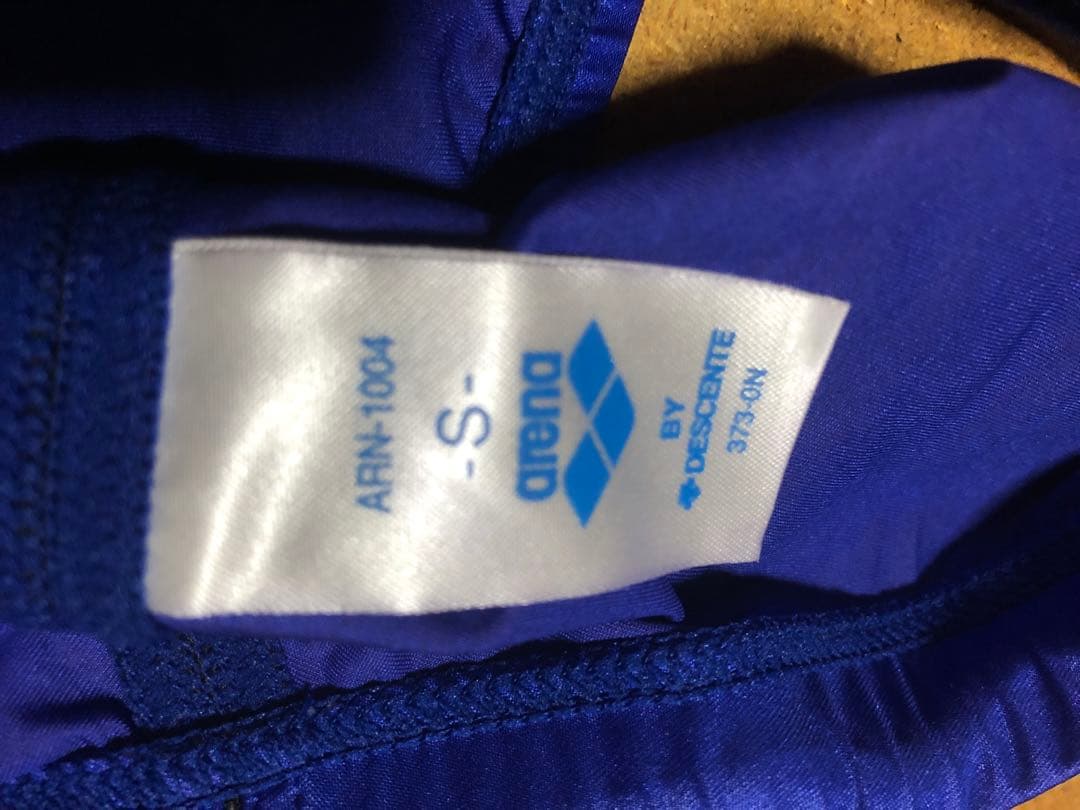 ARN-1004
-S-
arena
BY
DESCENTE
373-0N